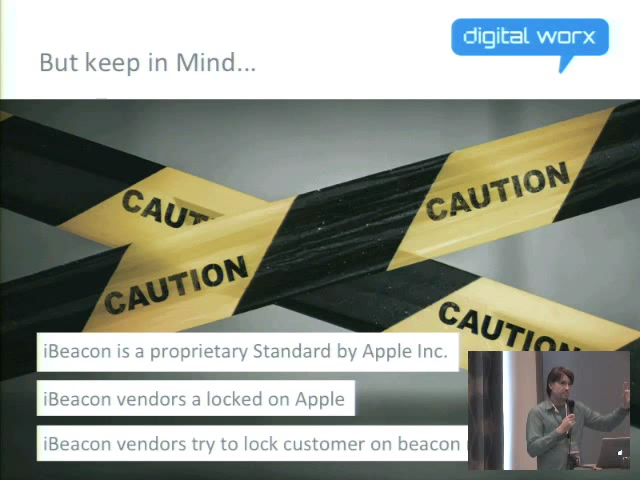 digital worx
But keep in Mind...
CAUT
CAUTION
CAUTION
CAUTION
iBeacon is a proprietary Standard by Apple Inc.
iBeacon vendors a locked on Apple
iBeacon vendors try to lock customer on beacon